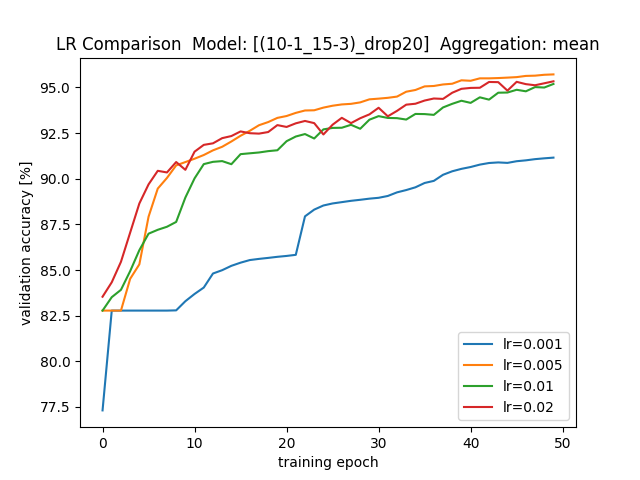 LR Comparison  Model: [(10-1_15-3)_drop20]  Aggregation: mean
validation accuracy [%]
95.0
92.5
90.0
87.5
85.0
82.5
80.0
77.5
lr=0.001
lr=0.005
lr=0.01
lr=0.02
0 10 20 30 40 50
training epoch